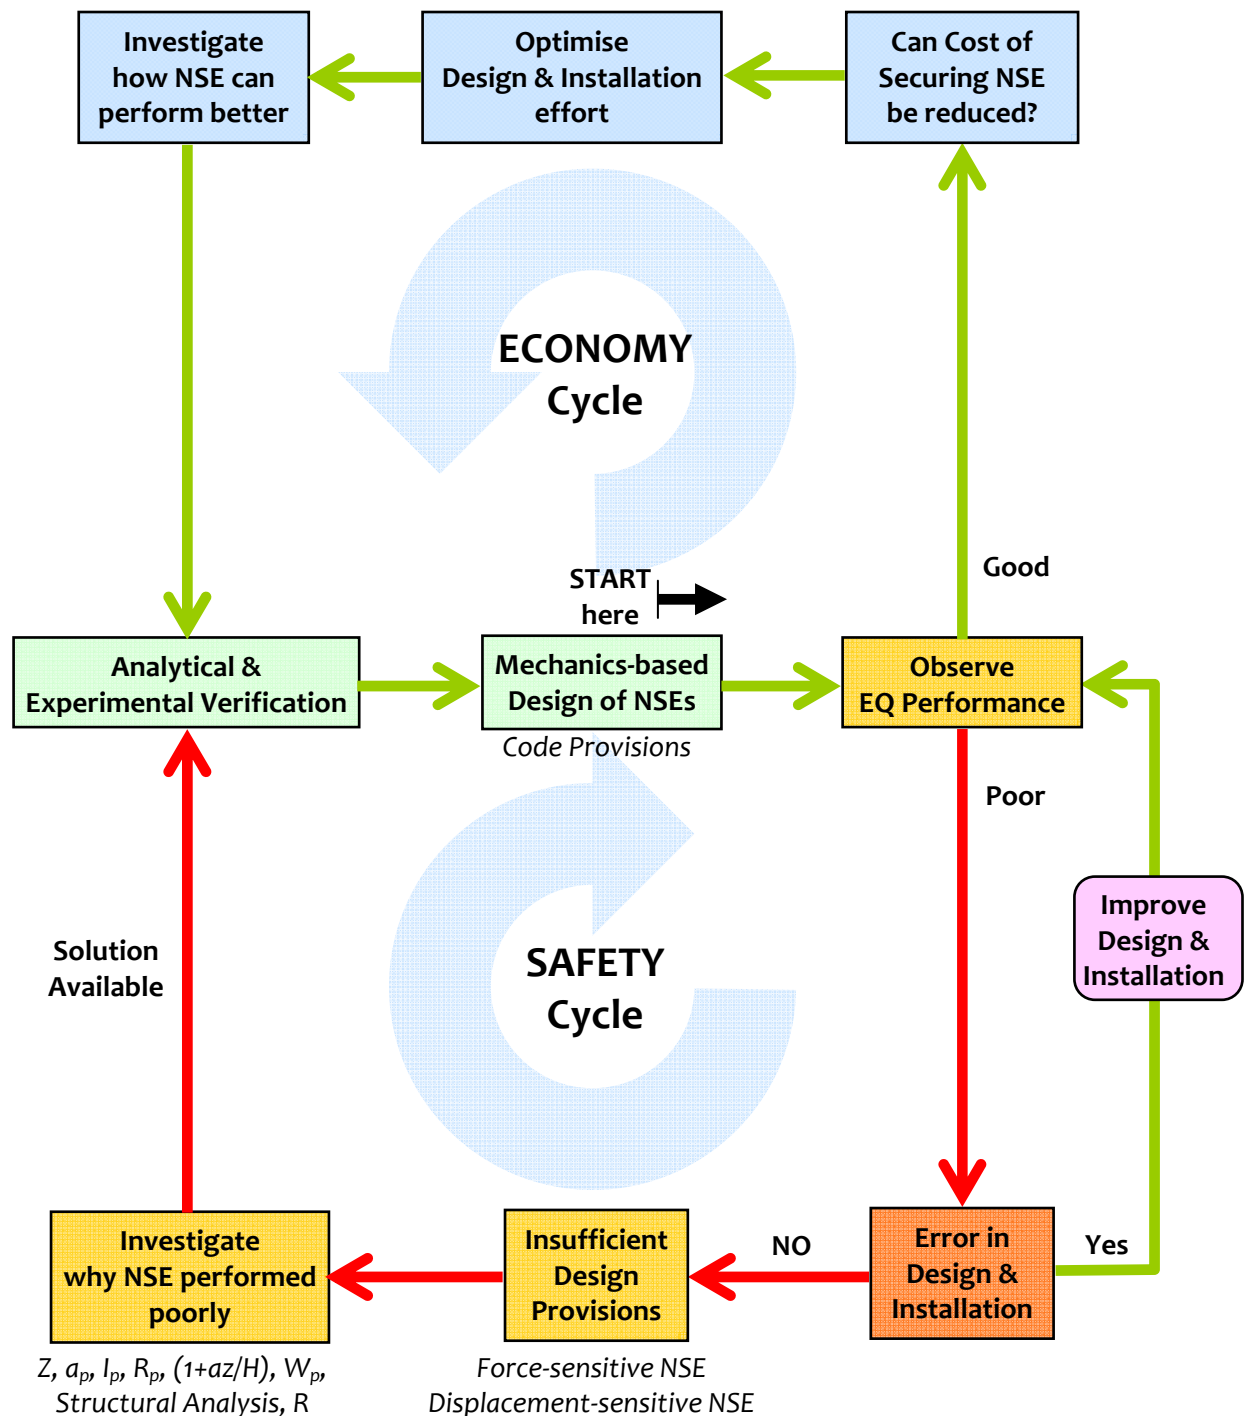 Investigate
how NSE can
perform better
Optimise
Design & Installation
effort
Can Cost of
Securing NSE
be reduced?
ECONOMY
Cycle
Good
START
here
Analytical &
Experimental Verification
Mechanics-based
Design of NSEs
Code Provisions
Observe
EQ Performance
Poor
Solution
Available
SAFETY
Cycle
Improve
Design &
Installation
Investigate
why NSE performed
poorly
Z, ap, Ip, Rp, (1+az/H), Wp,
Structural Analysis, R
Insufficient
Design
Provisions
Force-sensitive NSE
Displacement-sensitive NSE
NO
Error in
Design &
Installation
Yes